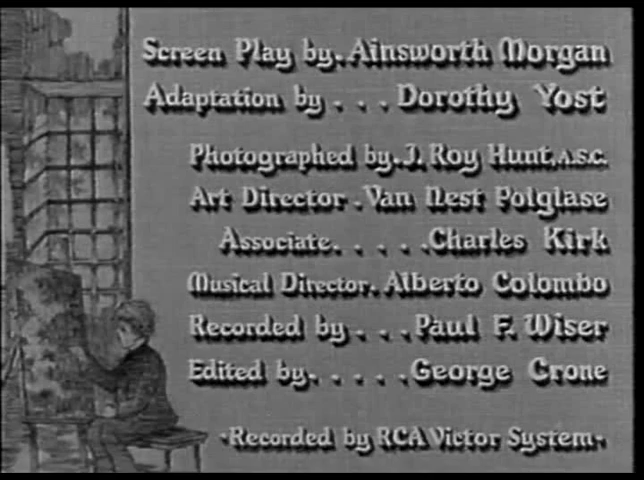 Screen Play by. Ainsworth Morgan
Adaptation by . . . Dorothy Yost
Photographed by. J. Roy Hunt, A.S.C.
Art Director . Van Nest Polglase
Associate. . . . . Charles Kirk
Musical Director. Alberto Colombo
Recorded by . . . Paul F. Wiser
Edited by. . . . . George Crone
-Recorded by RCA Victor System-